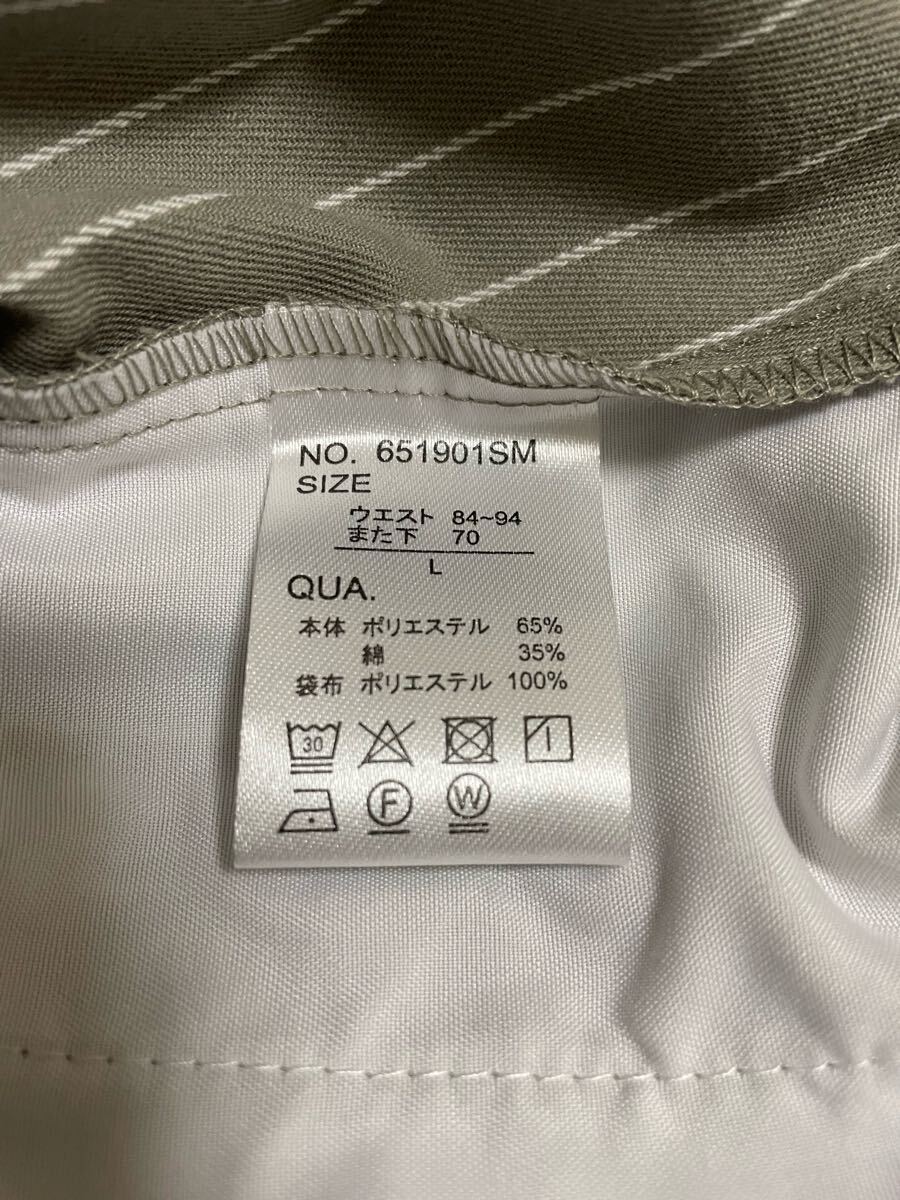 NO. 651901SM
SIZE
ウエスト 84~94
また下 70
L
QUA.
本体 ポリエステル 65%
綿 35%
袋布 ポリエステル 100%
30
F W